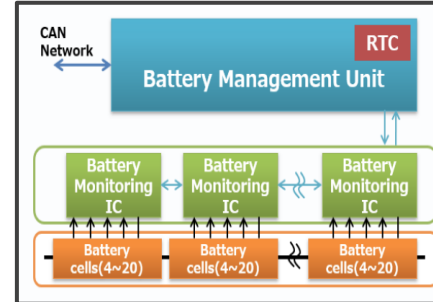 CAN
Network
RTC
Battery Management Unit
Battery
Monitoring
IC
Battery
Monitoring
IC
Battery
Monitoring
IC
Battery
cells(4~20)
Battery
cells(4~20)
Battery
cells(4~20)